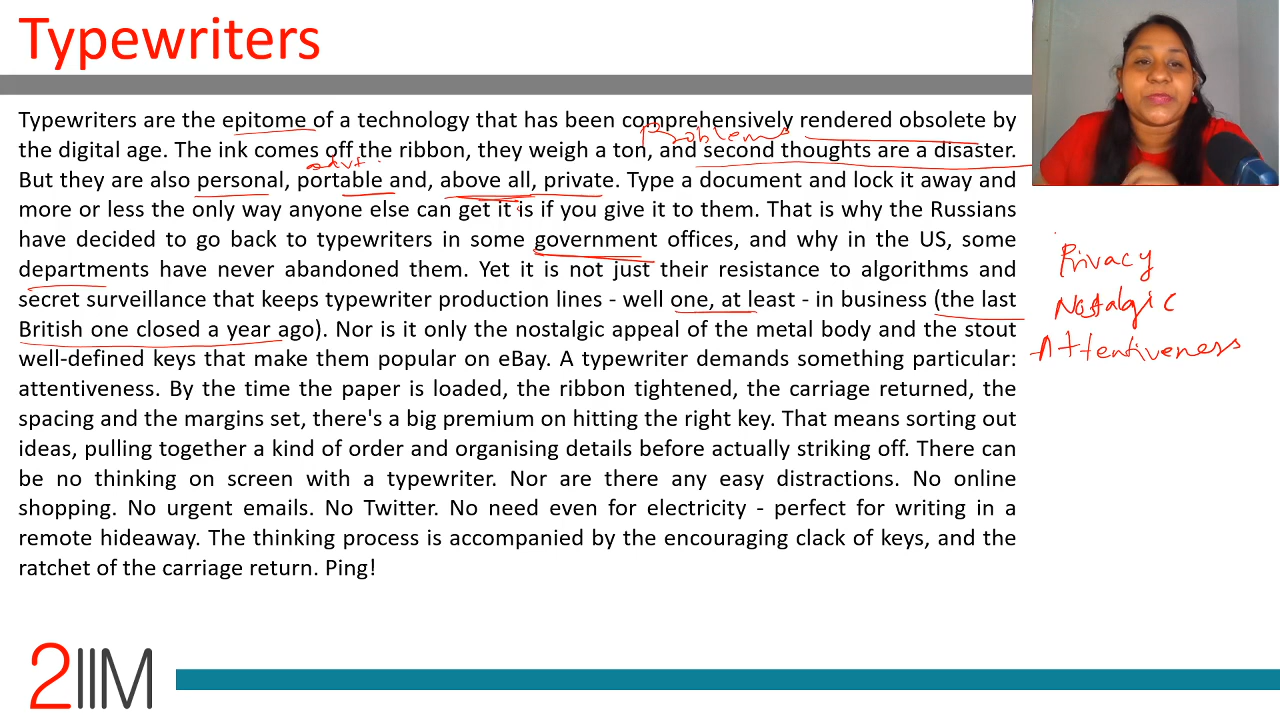 Typewriters
Typewriters are the epitome of a technology that has been comprehensively rendered obsolete by
Problems
the digital age. The ink comes off the ribbon, they weigh a ton, and second thoughts are a disaster.
advt.
But they are also personal, portable and, above all, private. Type a document and lock it away and
more or less the only way anyone else can get it is if you give it to them. That is why the Russians
have decided to go back to typewriters in some government offices, and why in the US, some
departments have never abandoned them. Yet it is not just their resistance to algorithms and
secret surveillance that keeps typewriter production lines - well one, at least - in business (the last
British one closed a year ago). Nor is it only the nostalgic appeal of the metal body and the stout
well-defined keys that make them popular on eBay. A typewriter demands something particular:
attentiveness. By the time the paper is loaded, the ribbon tightened, the carriage returned, the
spacing and the margins set, there's a big premium on hitting the right key. That means sorting out
ideas, pulling together a kind of order and organising details before actually striking off. There can
be no thinking on screen with a typewriter. Nor are there any easy distractions. No online
shopping. No urgent emails. No Twitter. No need even for electricity - perfect for writing in a
remote hideaway. The thinking process is accompanied by the encouraging clack of keys, and the
ratchet of the carriage return. Ping!
Privacy
Nostalgic
Attentiveness
2IIM